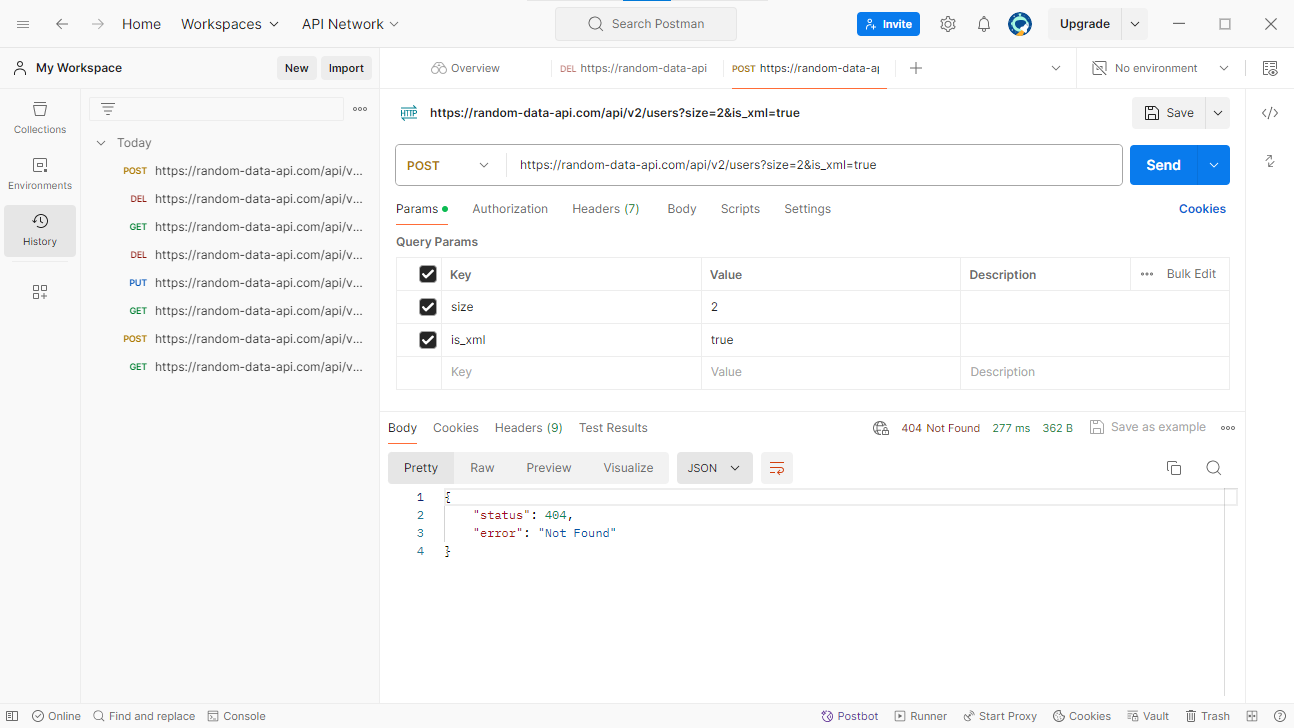 Home Workspaces API Network Search Postman Invite Upgrade
My Workspace New Import Overview DEL https://random-data-api POST https://random-data-ap No environment
Collections
Environments
History
Today
POST https://random-data-api.com/api/v...
DEL https://random-data-api.com/api/v...
GET https://random-data-api.com/api/v...
DEL https://random-data-api.com/api/v...
PUT https://random-data-api.com/api/v...
GET https://random-data-api.com/api/v...
POST https://random-data-api.com/api/v...
GET https://random-data-api.com/api/v...
HTTP https://random-data-api.com/api/v2/users?size=2&is_xml=true Save
POST https://random-data-api.com/api/v2/users?size=2&is_xml=true Send
Params Authorization Headers (7) Body Scripts Settings Cookies
Query Params
Key Value Description Bulk Edit
size 2
is_xml true
Key Value Description
Body Cookies Headers (9) Test Results 404 Not Found 277 ms 362 B Save as example
Pretty Raw Preview Visualize JSON
1 {
2 "status": 404,
3 "error": "Not Found"
4 }
Online Find and replace Console Postbot Runner Start Proxy Cookies Vault Trash